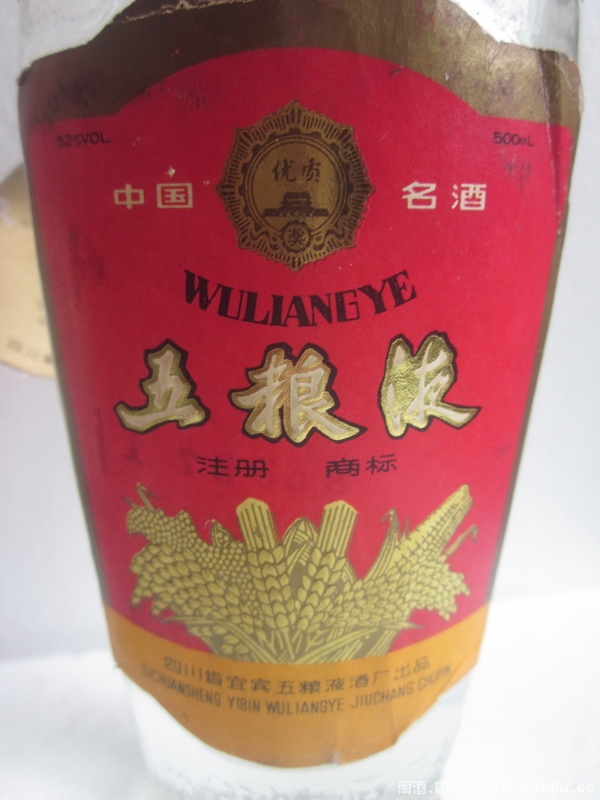 52%VOL.
500mL
优质
奖
中国 名酒
WULIANGYE
五粮液
注册 商标
四川省宜宾五粮液酒厂出品
SICHUANSHENG YIBIN WULIANGYE JIUCHANG CHUPIN